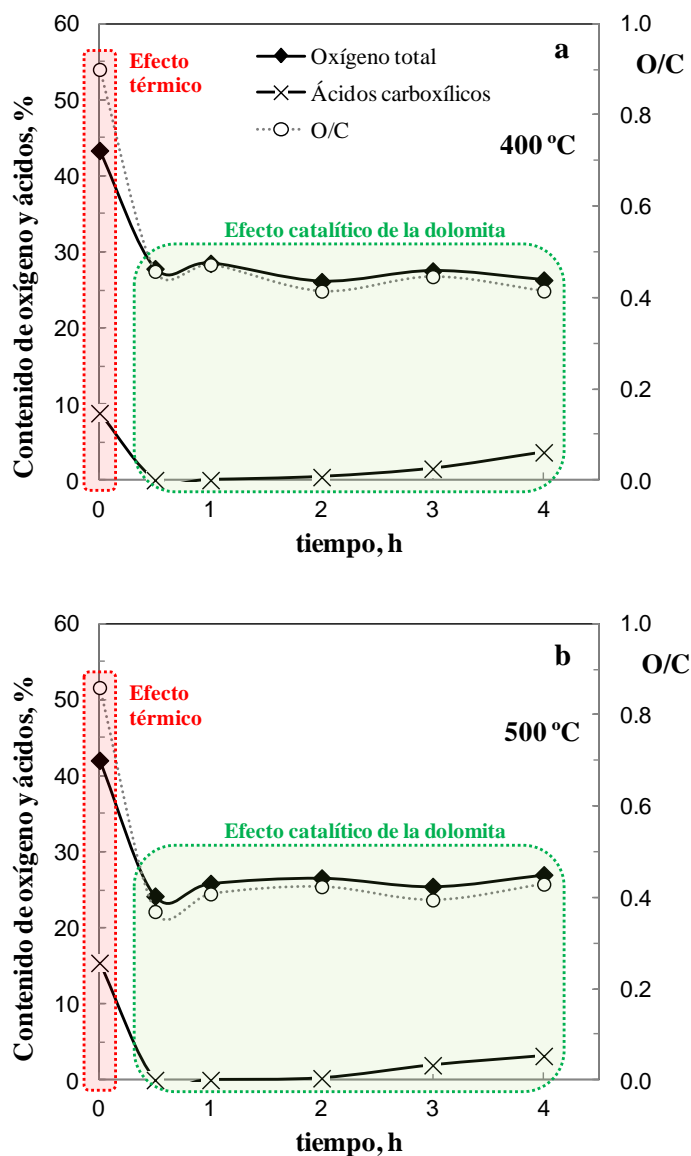 60
50
40
30
20
10
0
Contenido de oxígeno y ácidos, %
Efecto
térmico
Oxígeno total
Ácidos carboxílicos
O/C
a
400 ºC
Efecto catalítico de la dolomita
1.0
0.8
0.6
0.4
0.2
0.0
O/C
0 1 2 3 4
tiempo, h
60
50
40
30
20
10
0
Contenido de oxígeno y ácidos, %
Efecto
térmico
b
500 ºC
Efecto catalítico de la dolomita
1.0
0.8
0.6
0.4
0.2
0.0
O/C
0 1 2 3 4
tiempo, h